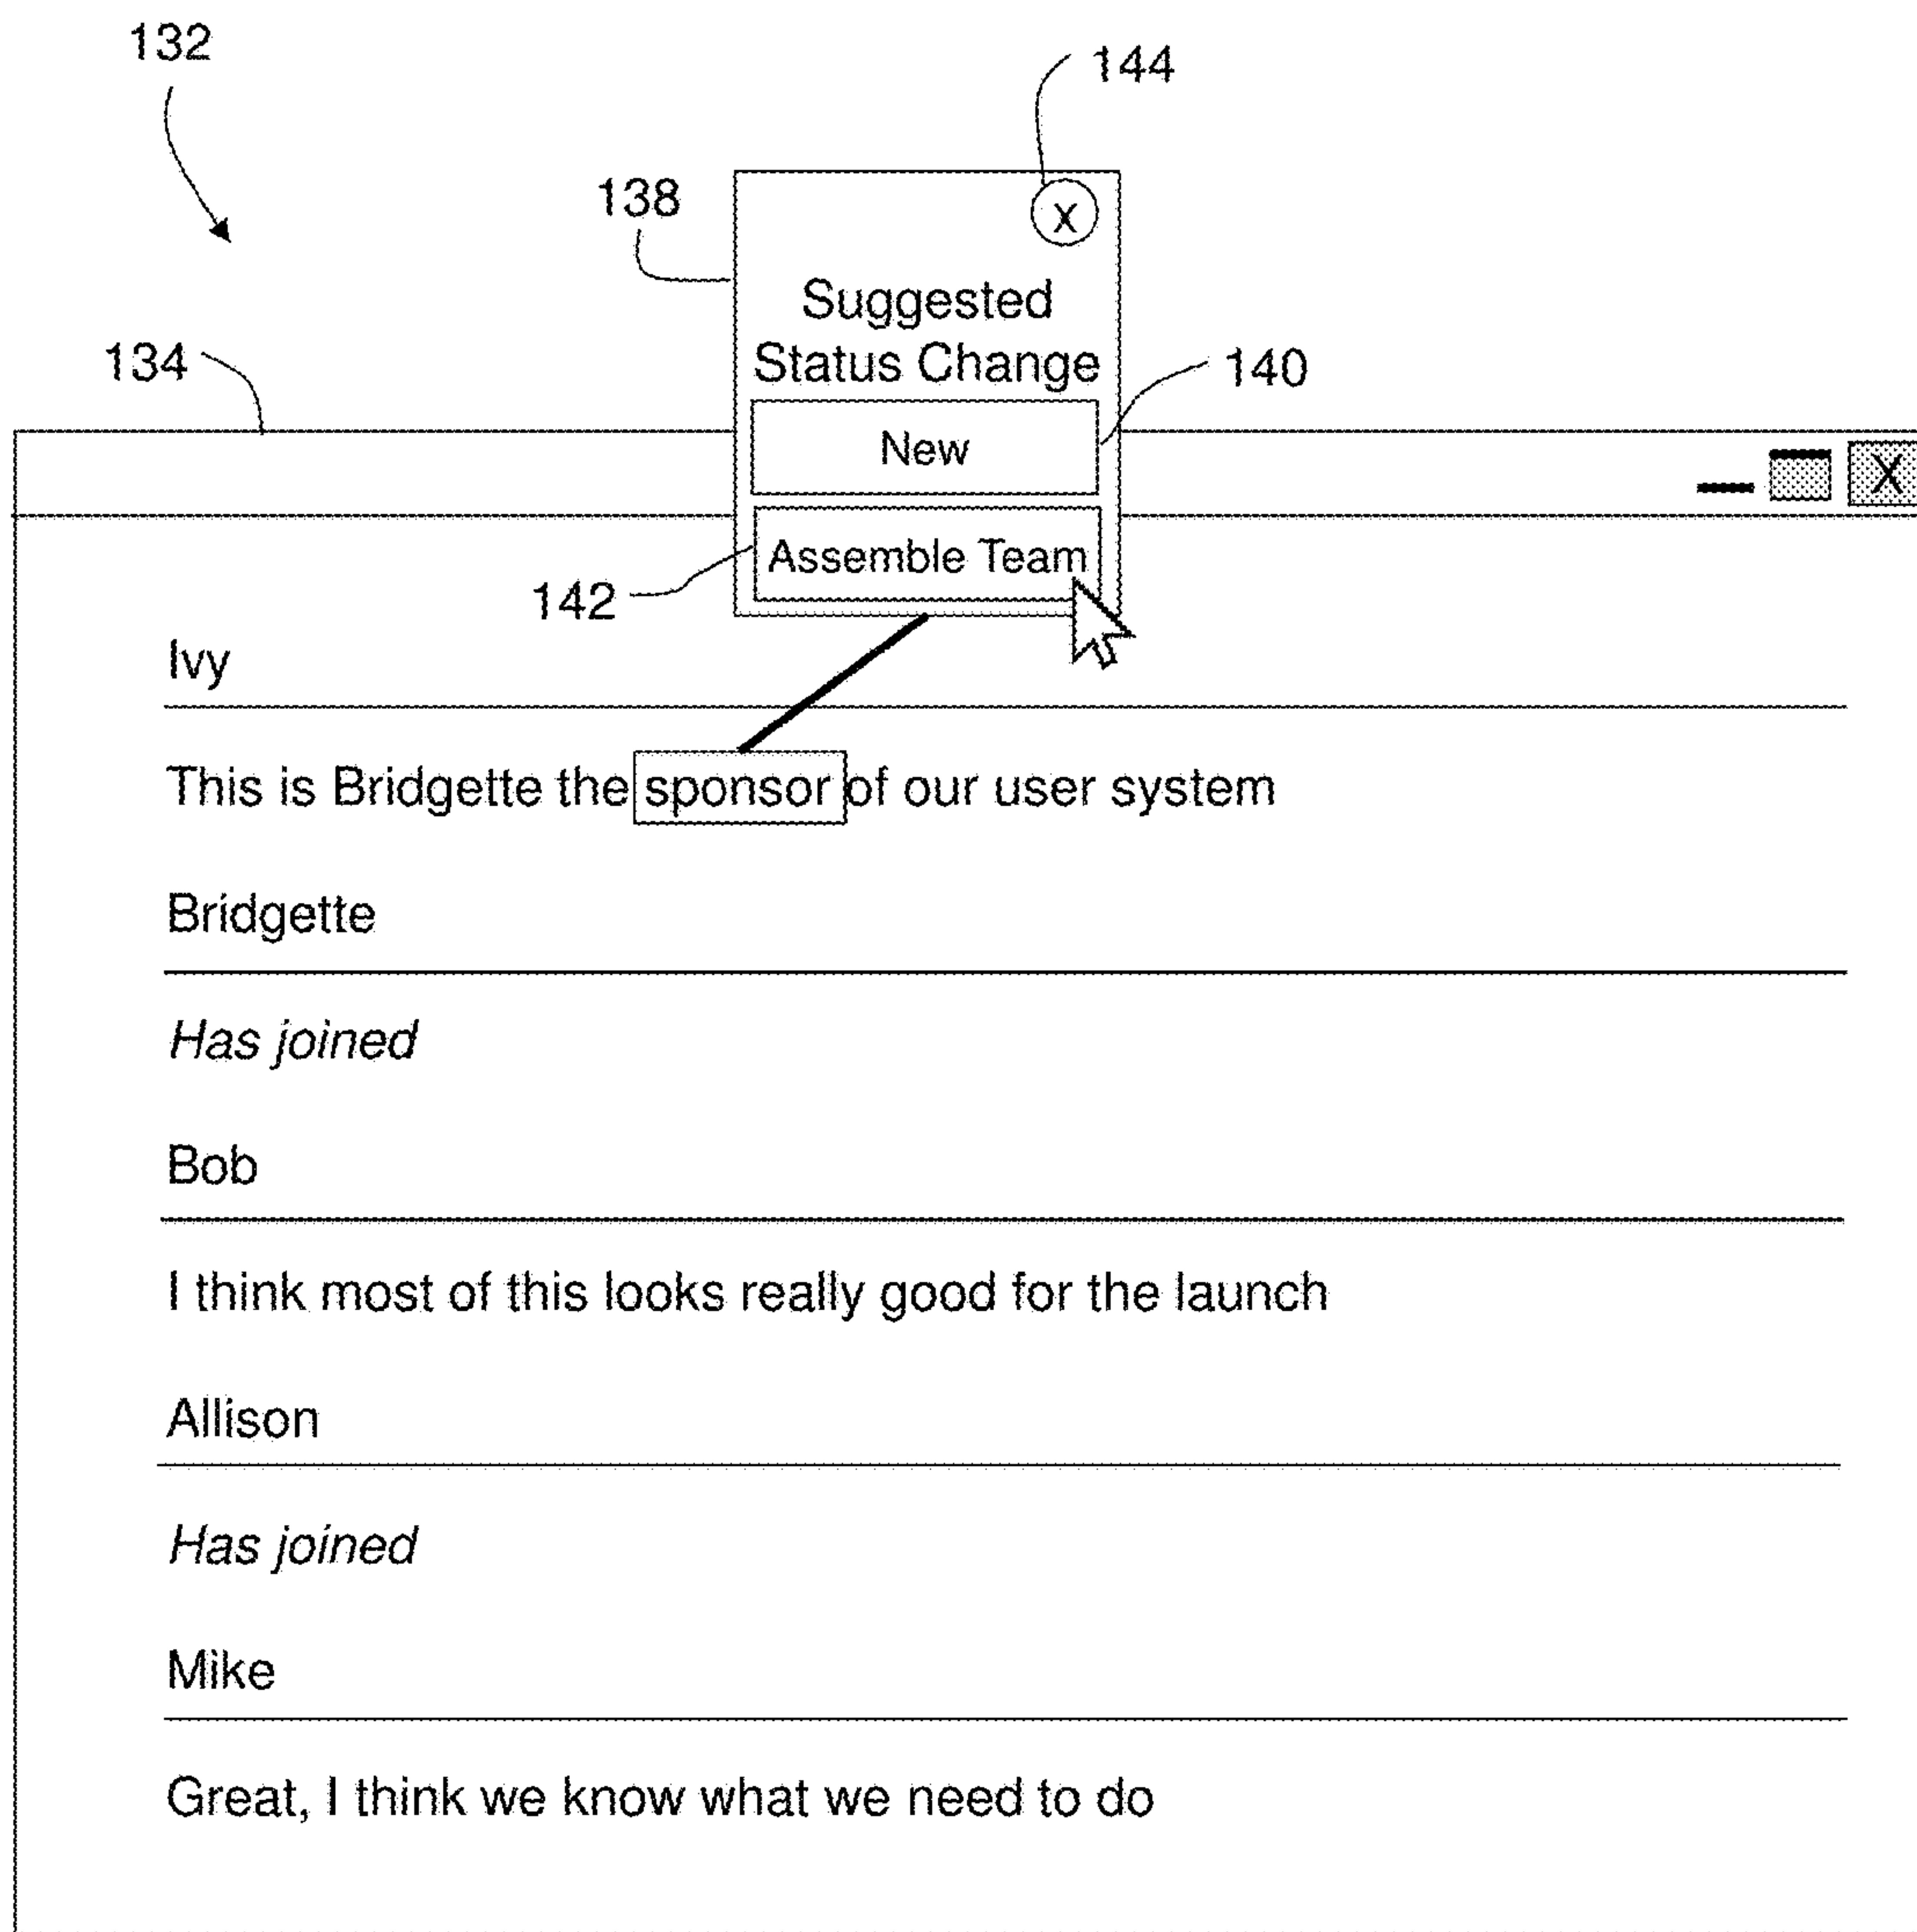 132
144
138
X
Suggested
Status Change
134
140
New
X
Assemble Team
142
Ivy
This is Bridgette the sponsor of our user system
Bridgette
Has joined
Bob
I think most of this looks really good for the launch
Allison
Has joined
Mike
Great, I think we know what we need to do